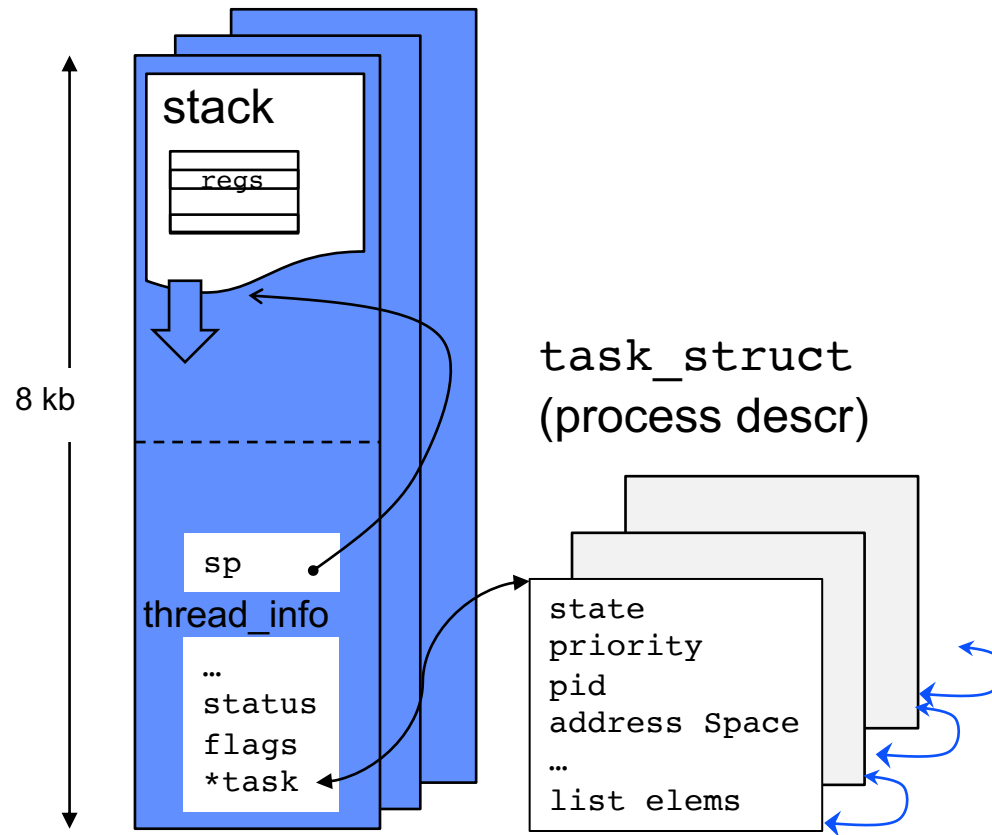 stack
regs
8 kb
sp
thread_info
…
status
flags
*task
task_struct
(process descr)
state
priority
pid
address Space
…
list elems